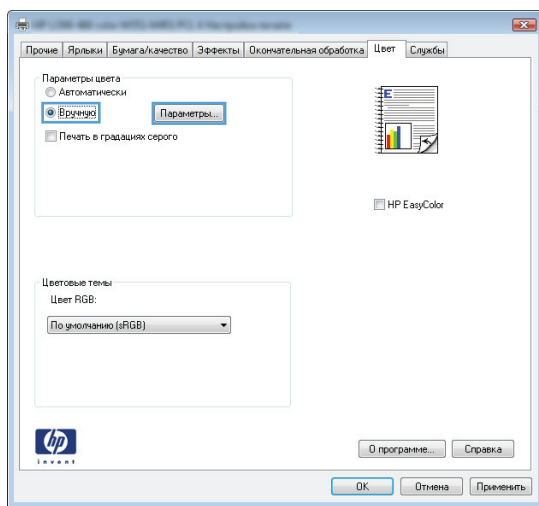 Прочие Ярлыки Бумага/качество Эффекты Окончательная обработка Цвет Службы
Параметры цвета
Автоматически
Вручную Параметры...
Печать в градациях серого
E
HP EasyColor
Цветовые темы
Цвет RGB:
По умолчанию (sRGB)
hp
invent
О программе... Справка
OK Отмена Применить